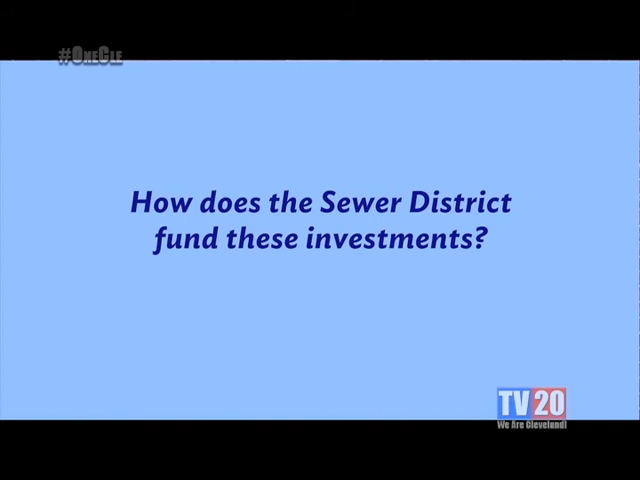 #OneCle
How does the Sewer District
fund these investments?
TV20
We Are Cleveland!